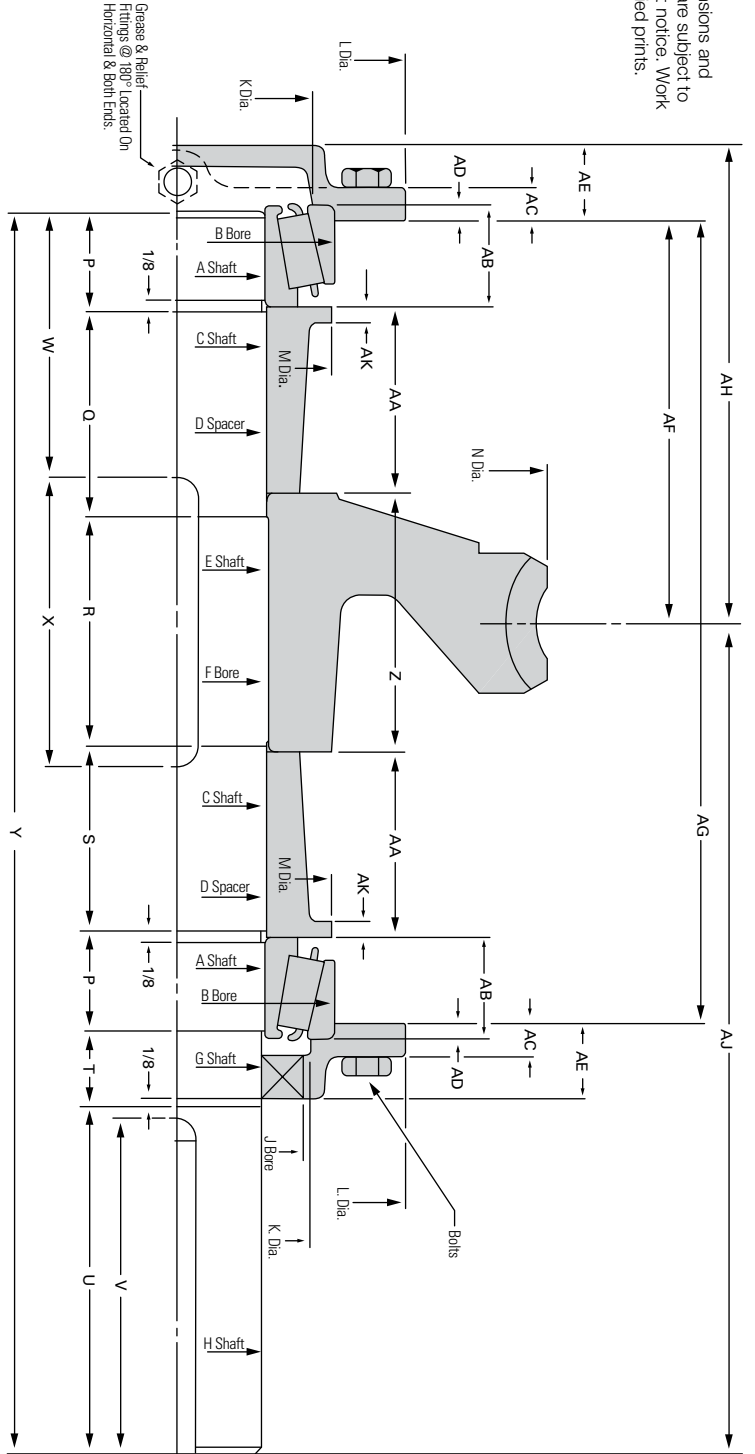 sions and
are subject to
t notice. Work
ed prints.
L Dia.
K Dia.
Grease & Relief
Fittings @ 180° Located On
Horizontal & Both Ends.
AH
AE
AC
AD
AF
AG
AB
AK
AA
B Bore
A Shaft
C Shaft
M Dia.
D Spacer
P
1/8
W
Q
N Dia.
E Shaft
F Bore
Z
R
X
AJ
C Shaft
D Spacer
M Dia.
AA
AK
S
A Shaft
B Bore
AB
P
1/8
AD
AC
AE
G Shaft
T
1/8
J Bore
K. Dia.
L. Dia.
Bolts
H Shaft
V
U
Y